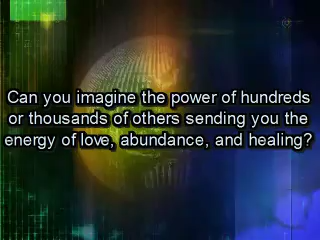 Can you imagine the power of hundreds
or thousands of others sending you the
energy of love, abundance, and healing?